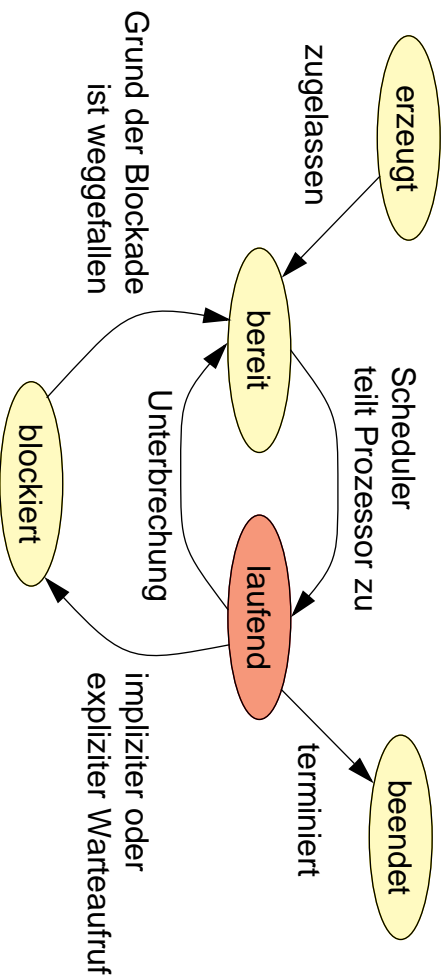 erzeugt
zugelassen
Grund der Blockade
ist weggefallen
bereit
Scheduler
teilt Prozessor zu
Unterbrechung
blockiert
laufend
impliziter oder
expliziter Warteaufruf
terminiert
beendet